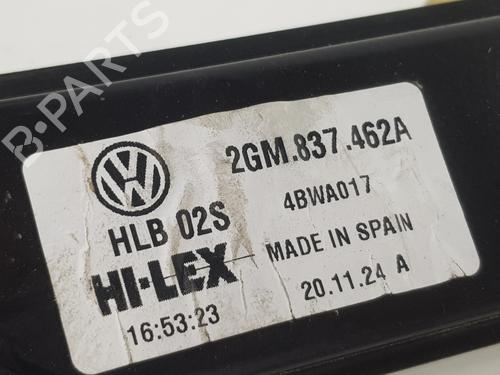 B-PARTS
2GM.837.462A
4BWA017
HLB 02S
MADE IN SPAIN
HI-LEX
20.11.24 A
16:53:23